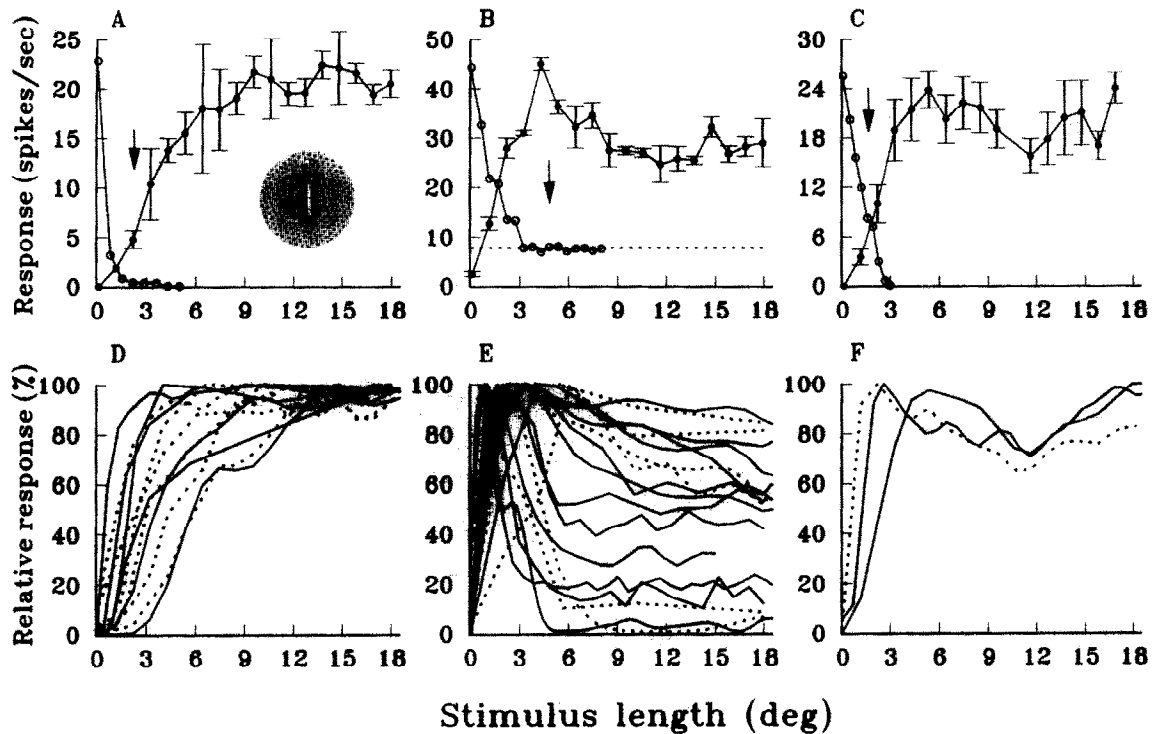 A B C
Response (spikes/sec)
25 20 15 10 5 0
0 3 6 9 12 15 18
50 40 30 20 10 0
0 3 6 9 12 15 18
30 24 18 12 6 0
0 3 6 9 12 15 18
D E F
Relative response (%)
100 80 60 40 20 0
0 3 6 9 12 15 18
100 80 60 40 20 0
0 3 6 9 12 15 18
100 80 60 40 20 0
0 3 6 9 12 15 18
Stimulus length (deg)